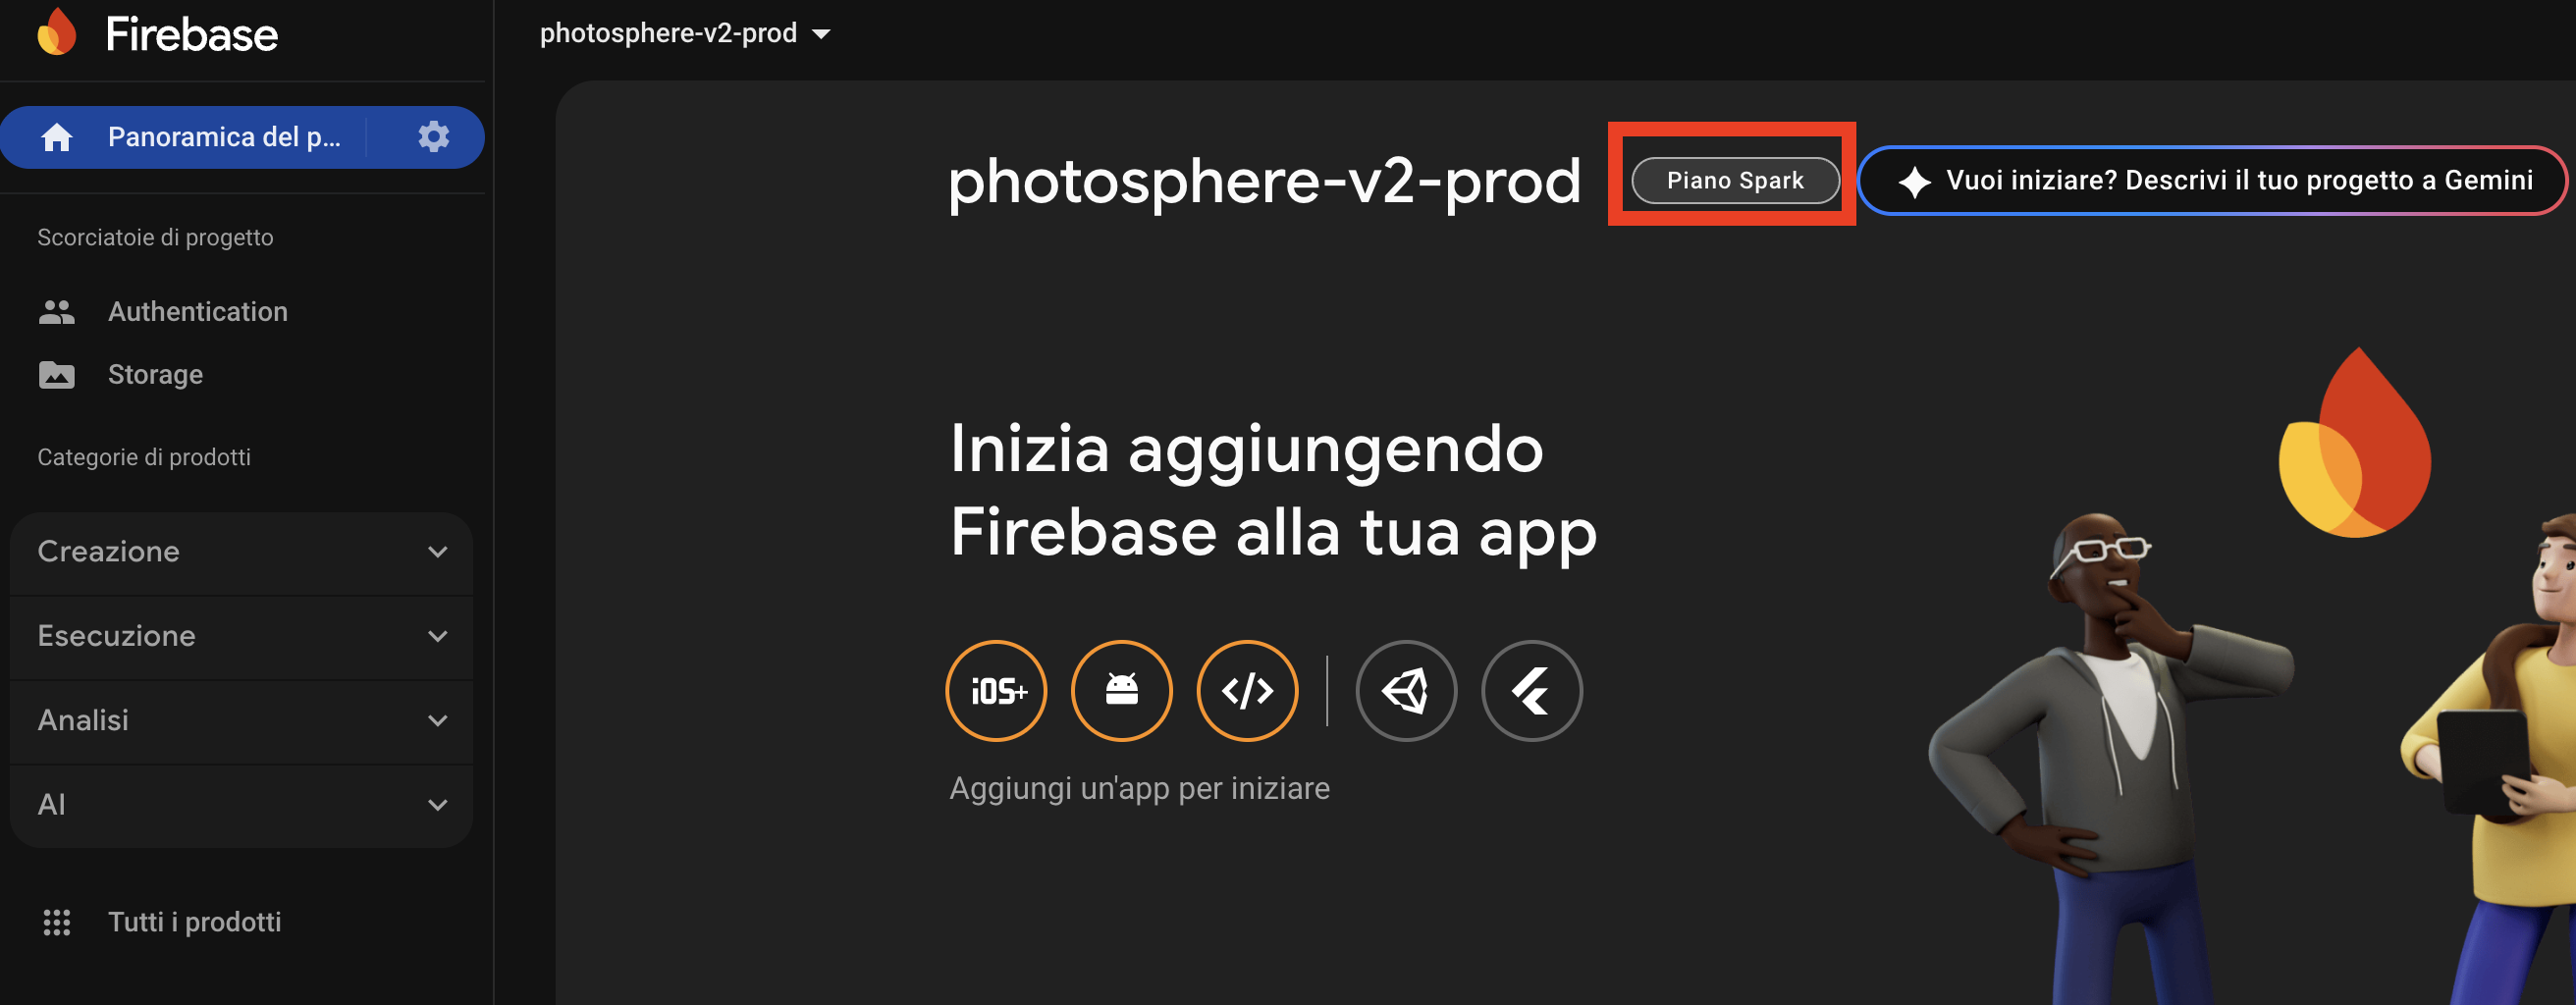 Firebase
photosphere-v2-prod
Panoramica del p...
Scorciatoie di progetto
Authentication
Storage
Categorie di prodotti
Creazione
Esecuzione
Analisi
AI
Tutti i prodotti
photosphere-v2-prod
Piano Spark
Vuoi iniziare? Descrivi il tuo progetto a Gemini
Inizia aggiungendo
Firebase alla tua app
iOS+
Aggiungi un'app per iniziare